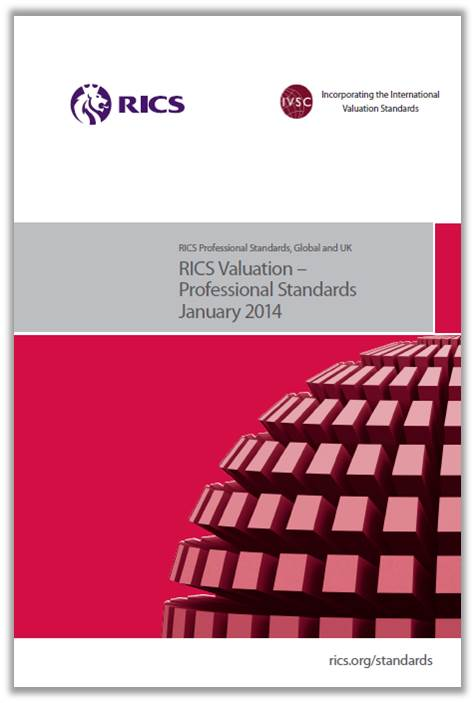 RICS
IVSC
Incorporating the International
Valuation Standards
RICS Professional Standards, Global and UK
RICS Valuation –
Professional Standards
January 2014
rics.org/standards